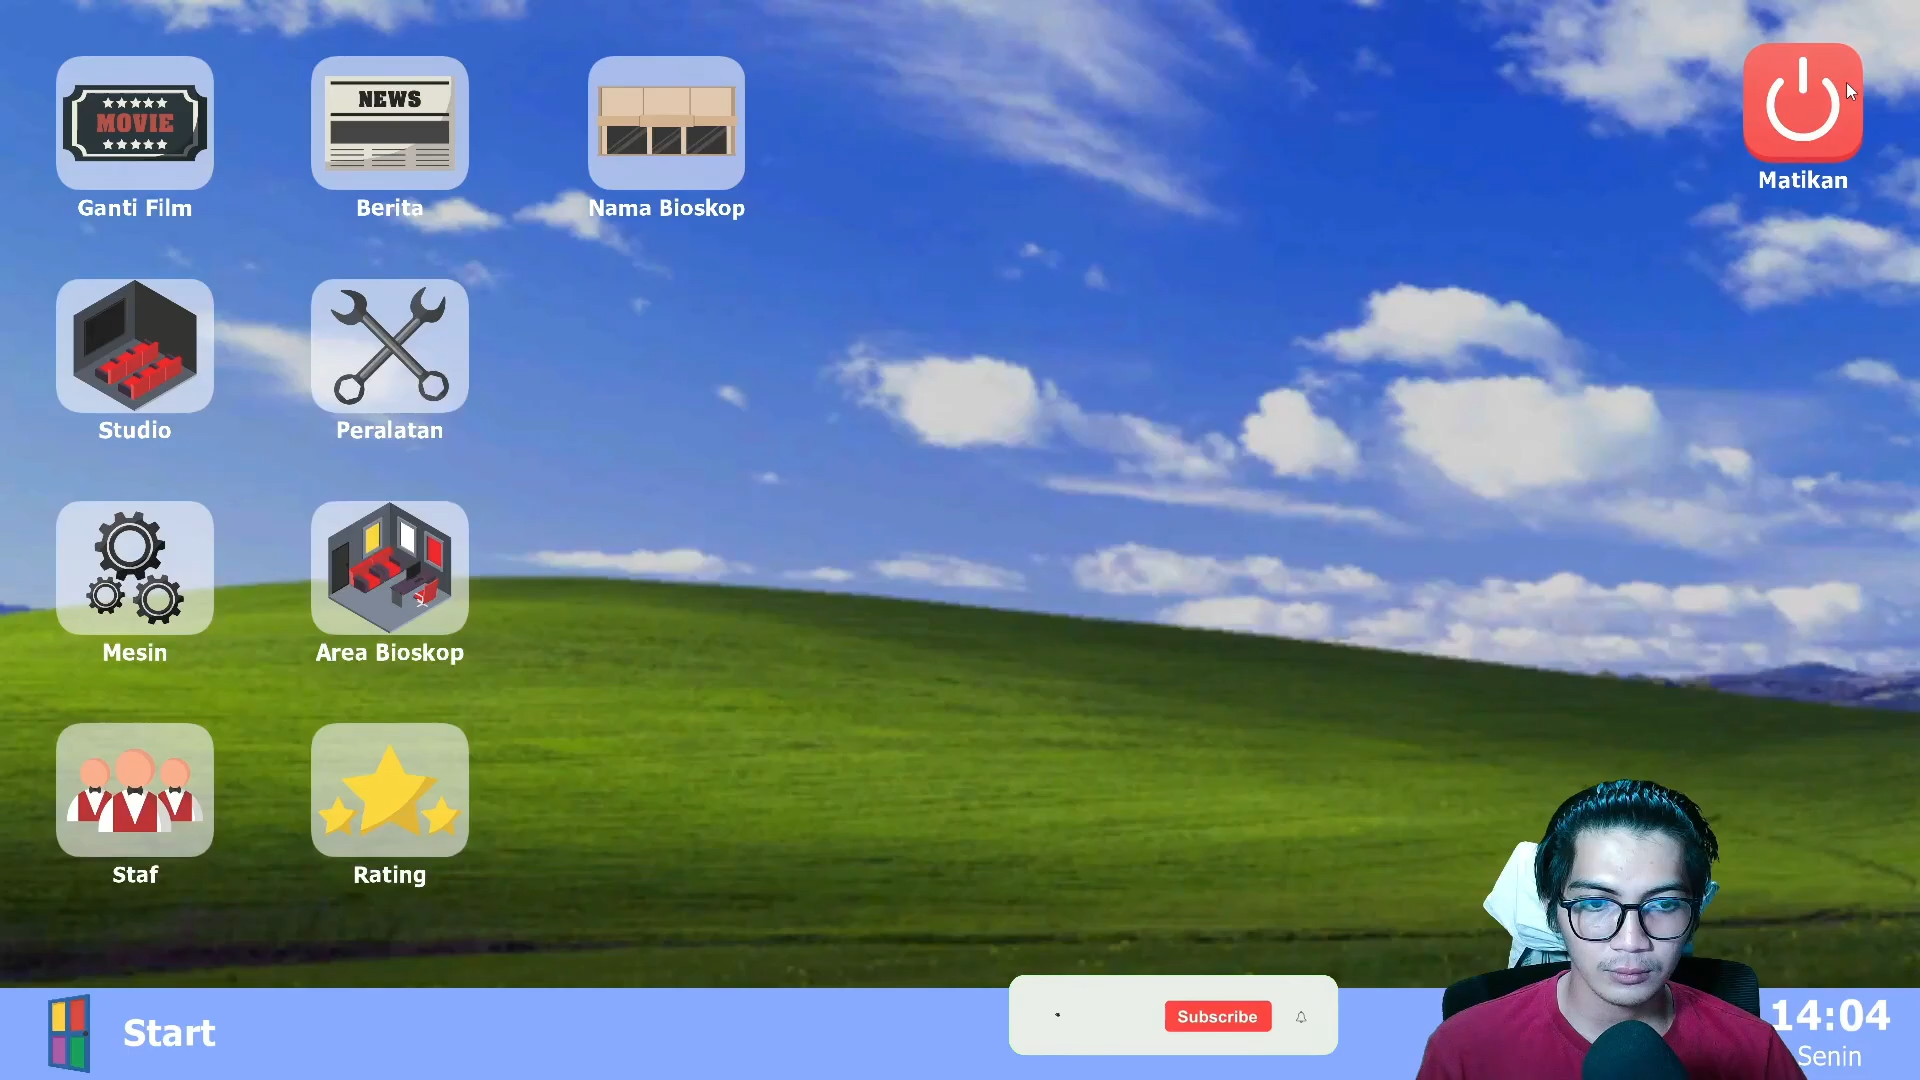 MOVIE
NEWS
Ganti Film
Berita
Nama Bioskop
Matikan
Studio
Peralatan
Mesin
Area Bioskop
Staf
Rating
Start
Subscribe
14:04
Senin